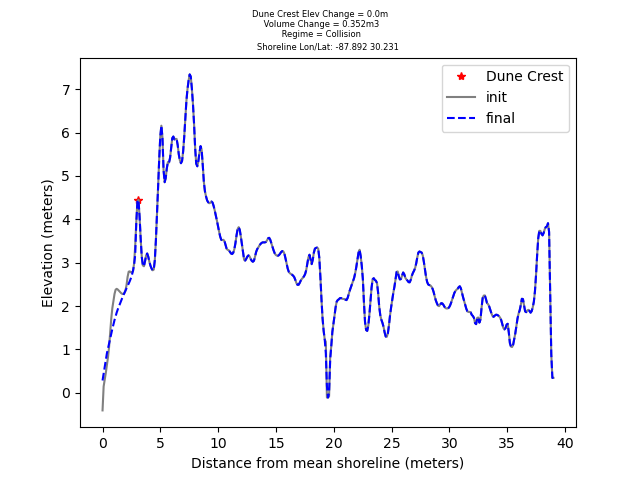 Dune Crest Elev Change = 0.0m
Volume Change = 0.352m3
Regime = Collision
Shoreline Lon/Lat: -87.892 30.231
Dune Crest
init
final
7
6
5
4
3
2
1
0
Elevation (meters)
0 5 10 15 20 25 30 35 40
Distance from mean shoreline (meters)